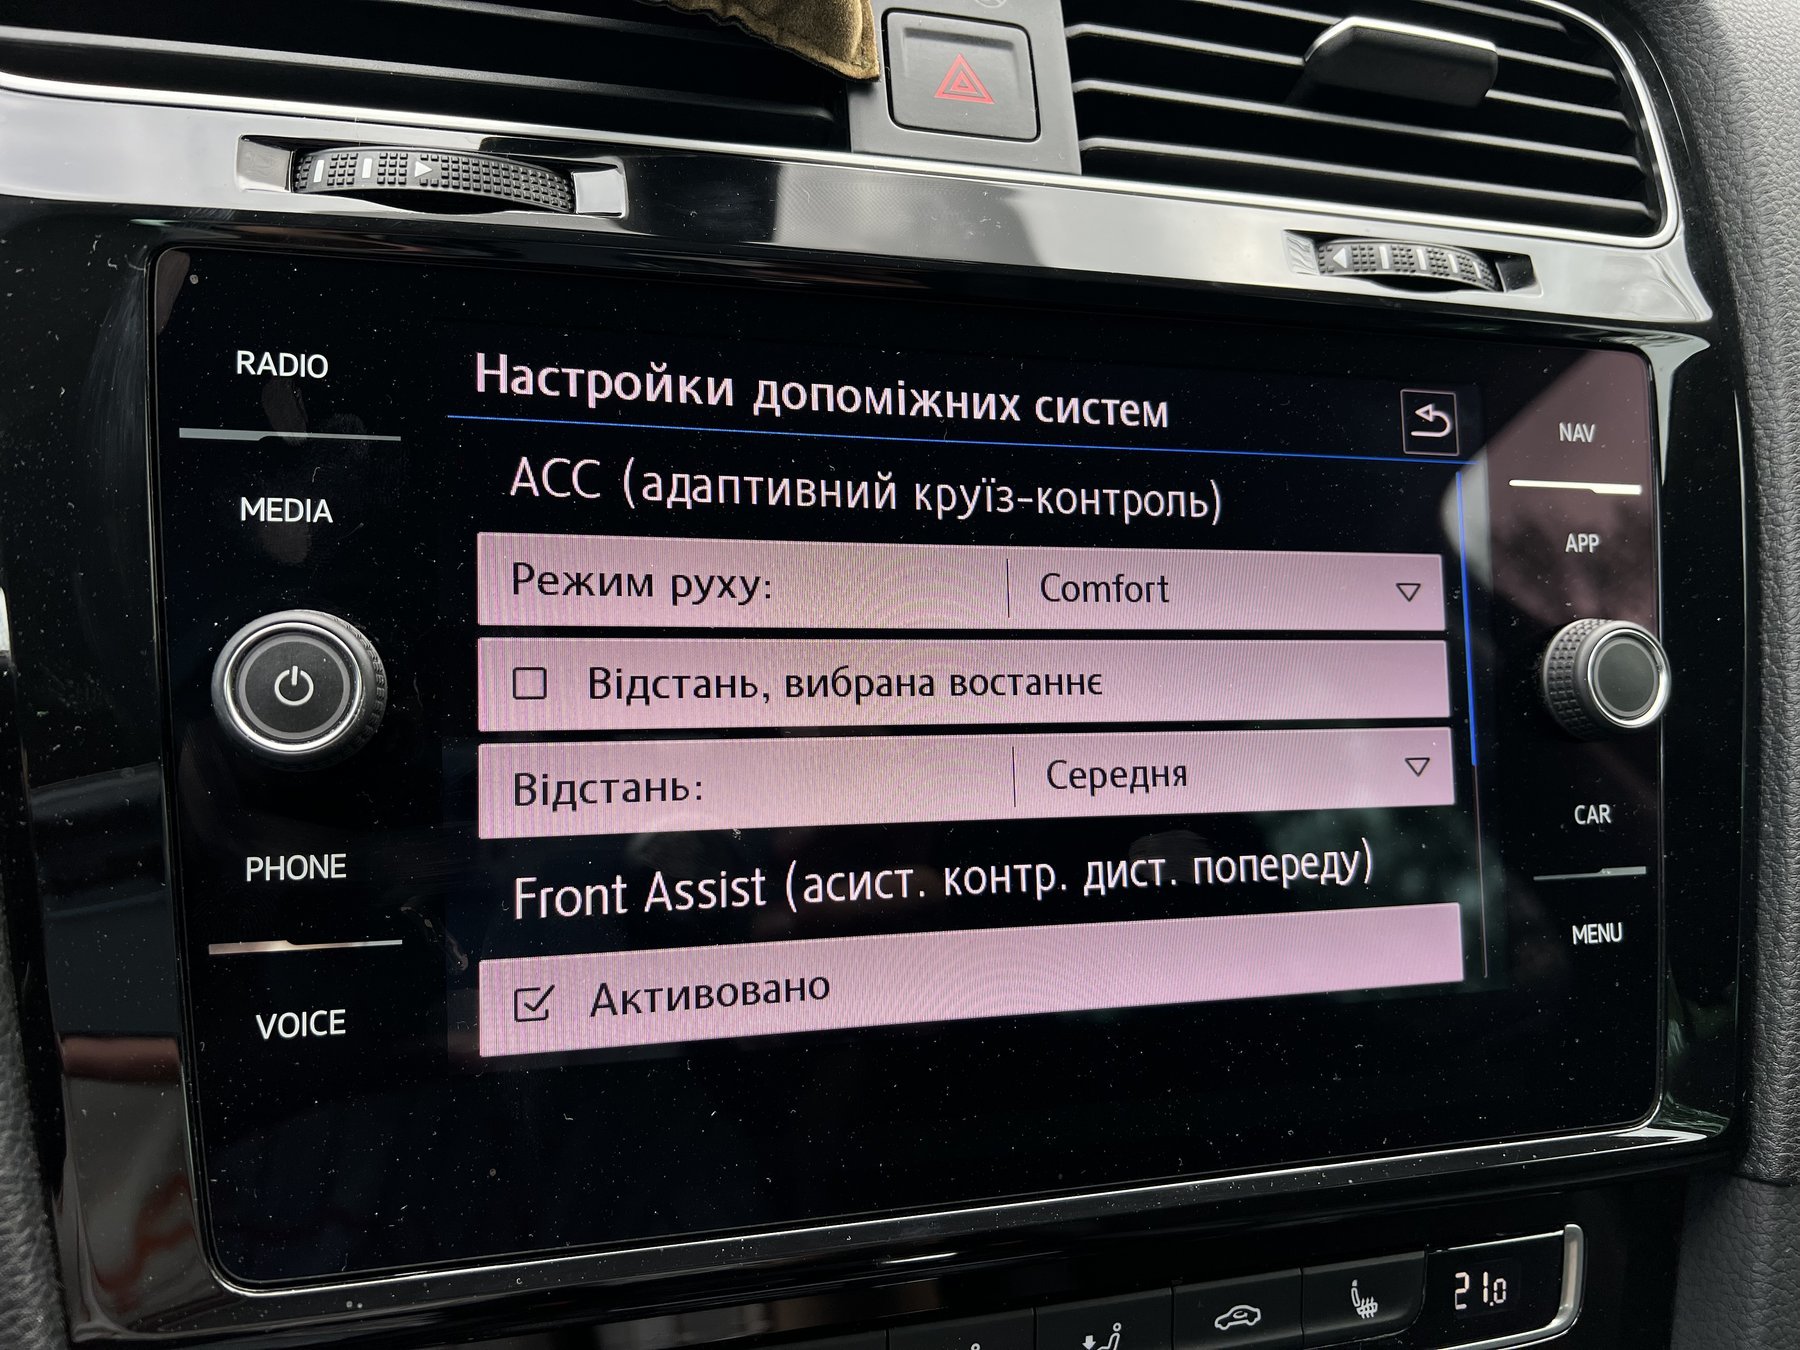 RADIO
MEDIA
PHONE
VOICE
Настройки допоміжних систем
ACC (адаптивний круїз-контроль)
Режим руху: Comfort
Відстань, вибрана востаннє
Відстань: Середня
Front Assist (асист. контр. дист. попереду)
Активовано
NAV
APP
CAR
MENU
21.0